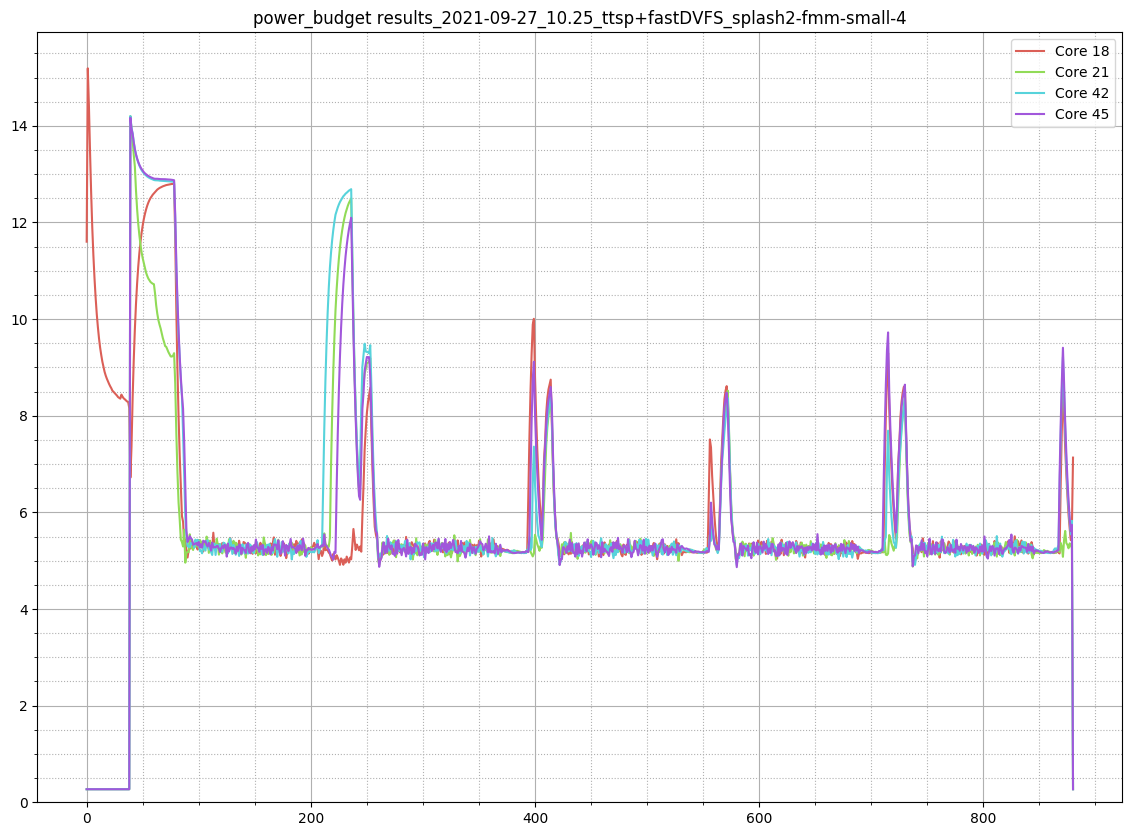 power_budget results_2021-09-27_10.25_ttsp+fastDVFS_splash2-fmm-small-4
Core 18
Core 21
Core 42
Core 45
14
12
10
8
6
4
2
0
0 200 400 600 800